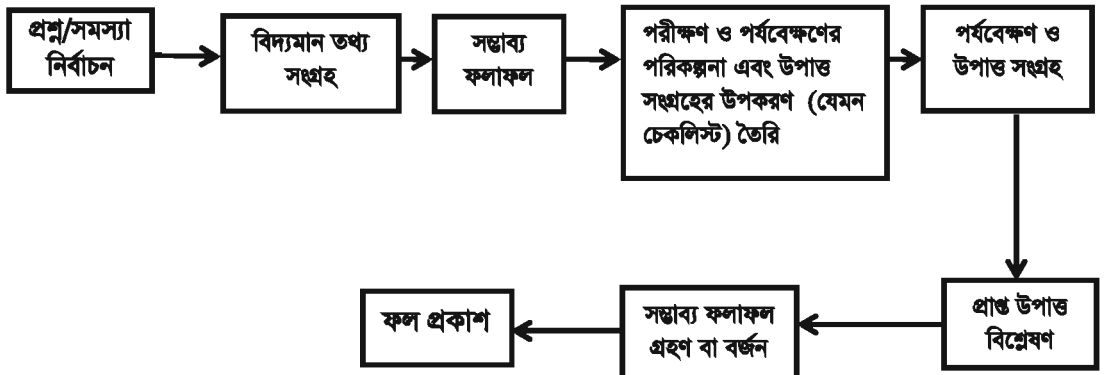 প্রশ্ন/সমস্যা
নির্বাচন
বিদ্যমান তথ্য
সংগ্রহ
সম্ভাব্য
ফলাফল
পরীক্ষণ ও পর্যবেক্ষণের
পরিকল্পনা এবং উপাত্ত
সংগ্রহের উপকরণ (যেমন
চেকলিস্ট) তৈরি
পর্যবেক্ষণ ও
উপাত্ত সংগ্রহ
প্রাপ্ত উপাত্ত
বিশ্লেষণ
সম্ভাব্য ফলাফল
গ্রহণ বা বর্জন
ফল প্রকাশ